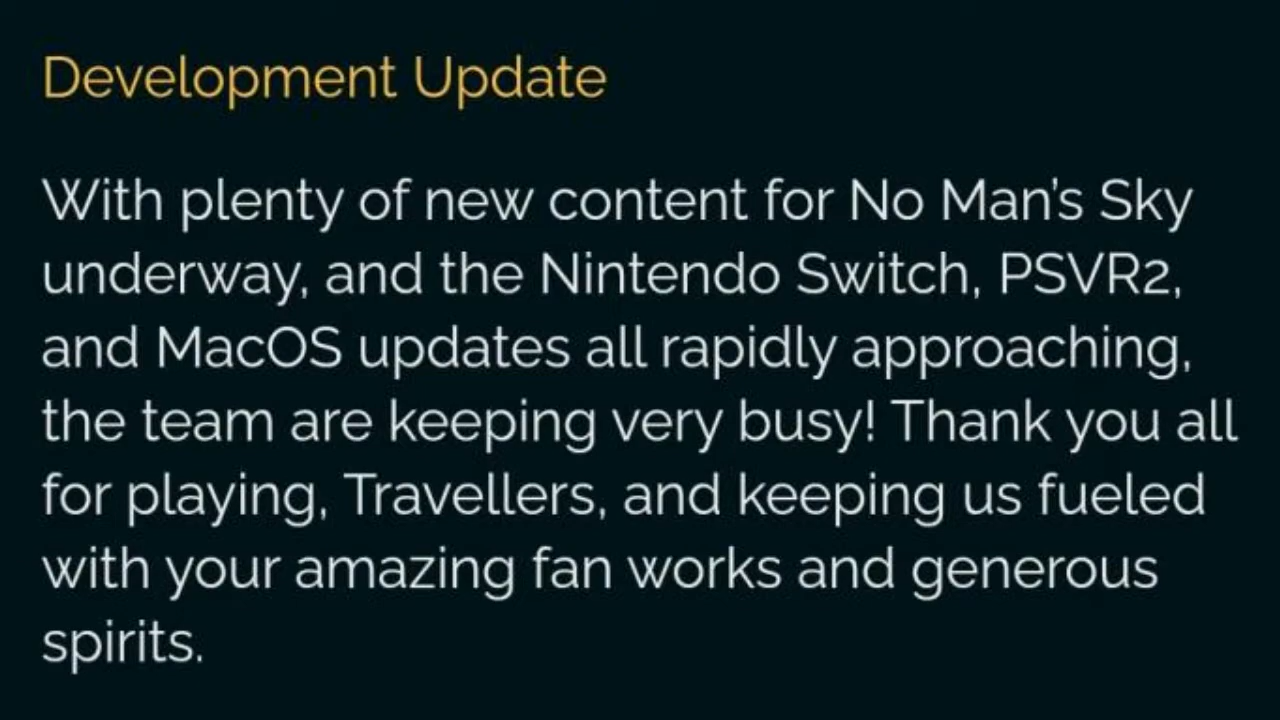 Development Update
With plenty of new content for No Man's Sky
underway, and the Nintendo Switch, PSVR2,
and MacOS updates all rapidly approaching,
the team are keeping very busy! Thank you all
for playing, Travellers, and keeping us fueled
with your amazing fan works and generous
spirits.